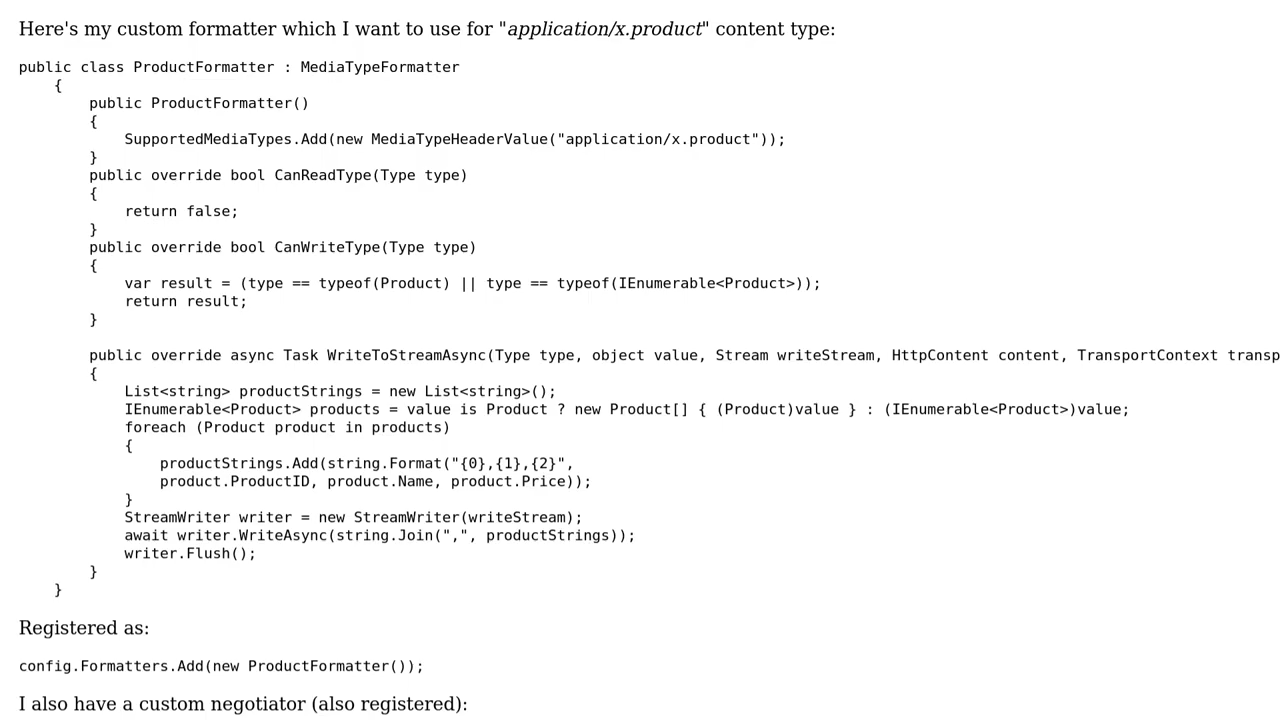 Here's my custom formatter which I want to use for "application/x.product" content type:
public class ProductFormatter : MediaTypeFormatter
    {
        public ProductFormatter()
        {
            SupportedMediaTypes.Add(new MediaTypeHeaderValue("application/x.product"));
        }
        public override bool CanReadType(Type type)
        {
            return false;
        }
        public override bool CanWriteType(Type type)
        {
            var result = (type == typeof(Product) || type == typeof(IEnumerable<Product>));
            return result;
        }

        public override async Task WriteToStreamAsync(Type type, object value, Stream writeStream, HttpContent content, TransportContext transp
        {
            List<string> productStrings = new List<string>();
            IEnumerable<Product> products = value is Product ? new Product[] { (Product)value } : (IEnumerable<Product>)value;
            foreach (Product product in products)
            {
                productStrings.Add(string.Format("{0},{1},{2}",
                product.ProductID, product.Name, product.Price));
            }
            StreamWriter writer = new StreamWriter(writeStream);
            await writer.WriteAsync(string.Join(",", productStrings));
            writer.Flush();
        }
    }
Registered as:
config.Formatters.Add(new ProductFormatter());
I also have a custom negotiator (also registered):